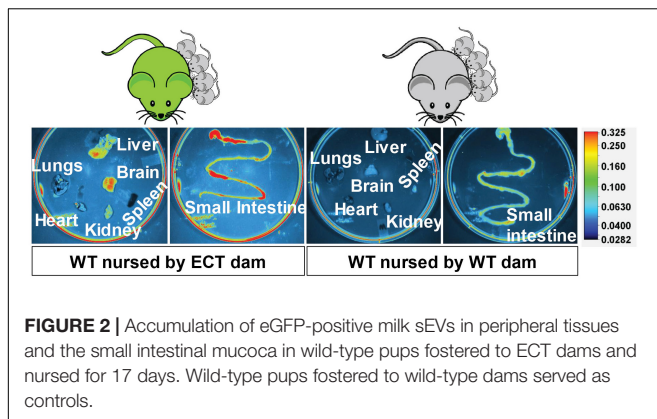 Lungs
Liver
Brain
Heart
Spleen
Kidney
Small Intestine
Lungs
Brain
Spleen
Heart
Kidney
Small
intestine
0.325
0.250
0.160
0.100
0.0630
0.0400
0.0282
WT nursed by ECT dam
WT nursed by WT dam
FIGURE 2 | Accumulation of eGFP-positive milk sEVs in peripheral tissues
and the small intestinal mucoca in wild-type pups fostered to ECT dams and
nursed for 17 days. Wild-type pups fostered to wild-type dams served as
controls.